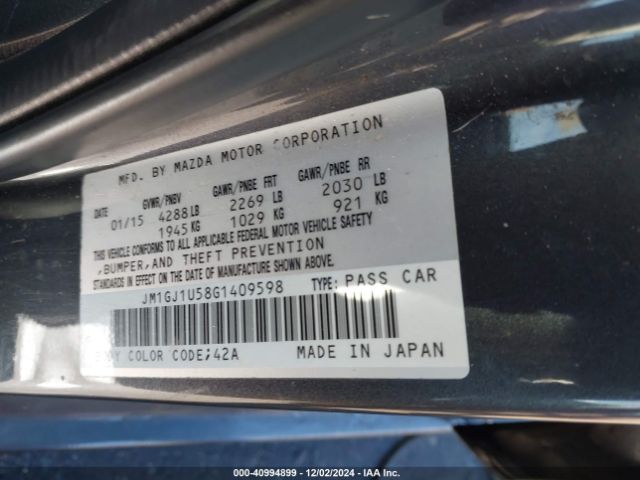 MFD. BY MAZDA MOTOR CORPORATION
DATE GVWR/PNBV GAWR/PNBE FRT GAWR/PNBE RR
01/15 4288 LB 2269 LB 2030 LB
1945 KG 1029 KG 921 KG
THIS VEHICLE CONFORMS TO ALL APPLICABLE FEDERAL MOTOR VEHICLE SAFETY
,BUMPER,AND THEFT PREVENTION
STANDARDS IN EFFECT ON THE DATE OF MANUFACTURE SHOWN ABOVE.
JM1GJ1U58G1409598 TYPE: PASS CAR
COLOR CODE;42A MADE IN JAPAN
000-40994899 - 12/02/2024 - IAAI.com